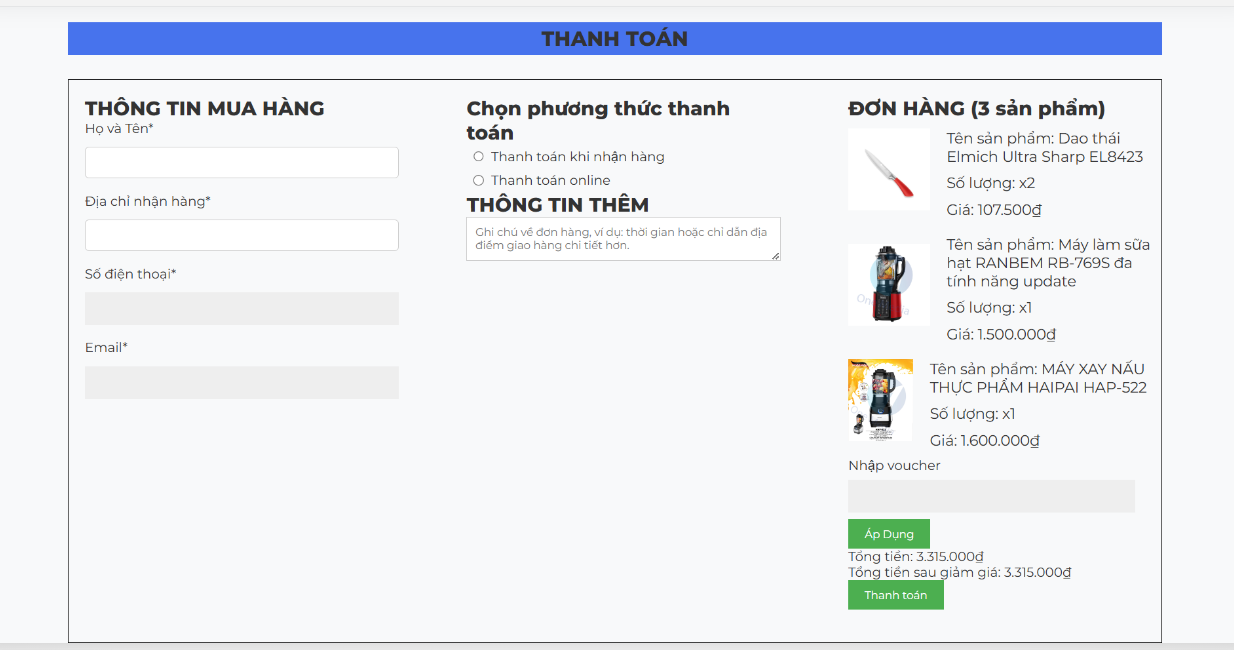 THANH TOÁN
THÔNG TIN MUA HÀNG
Họ và Tên*
Địa chỉ nhận hàng*
Số điện thoại*
Email*
Chọn phương thức thanh
toán
Thanh toán khi nhận hàng
Thanh toán online
THÔNG TIN THÊM
Ghi chú về đơn hàng, ví dụ: thời gian hoặc chỉ dẫn địa
điểm giao hàng chi tiết hơn.
ĐƠN HÀNG (3 sản phẩm)
Tên sản phẩm: Dao thái
Elmich Ultra Sharp EL8423
Số lượng: x2
Giá: 107.500₫
Tên sản phẩm: Máy làm sữa
hạt RANBEM RB-769S đa
tính năng update
Số lượng: x1
Giá: 1.500.000₫
Tên sản phẩm: MÁY XAY NẤU
THỰC PHẨM HAIPAI HAP-522
Số lượng: x1
Giá: 1.600.000₫
Nhập voucher
Áp Dụng
Tổng tiền: 3.315.000₫
Tổng tiền sau giảm giá: 3.315.000₫
Thanh toán